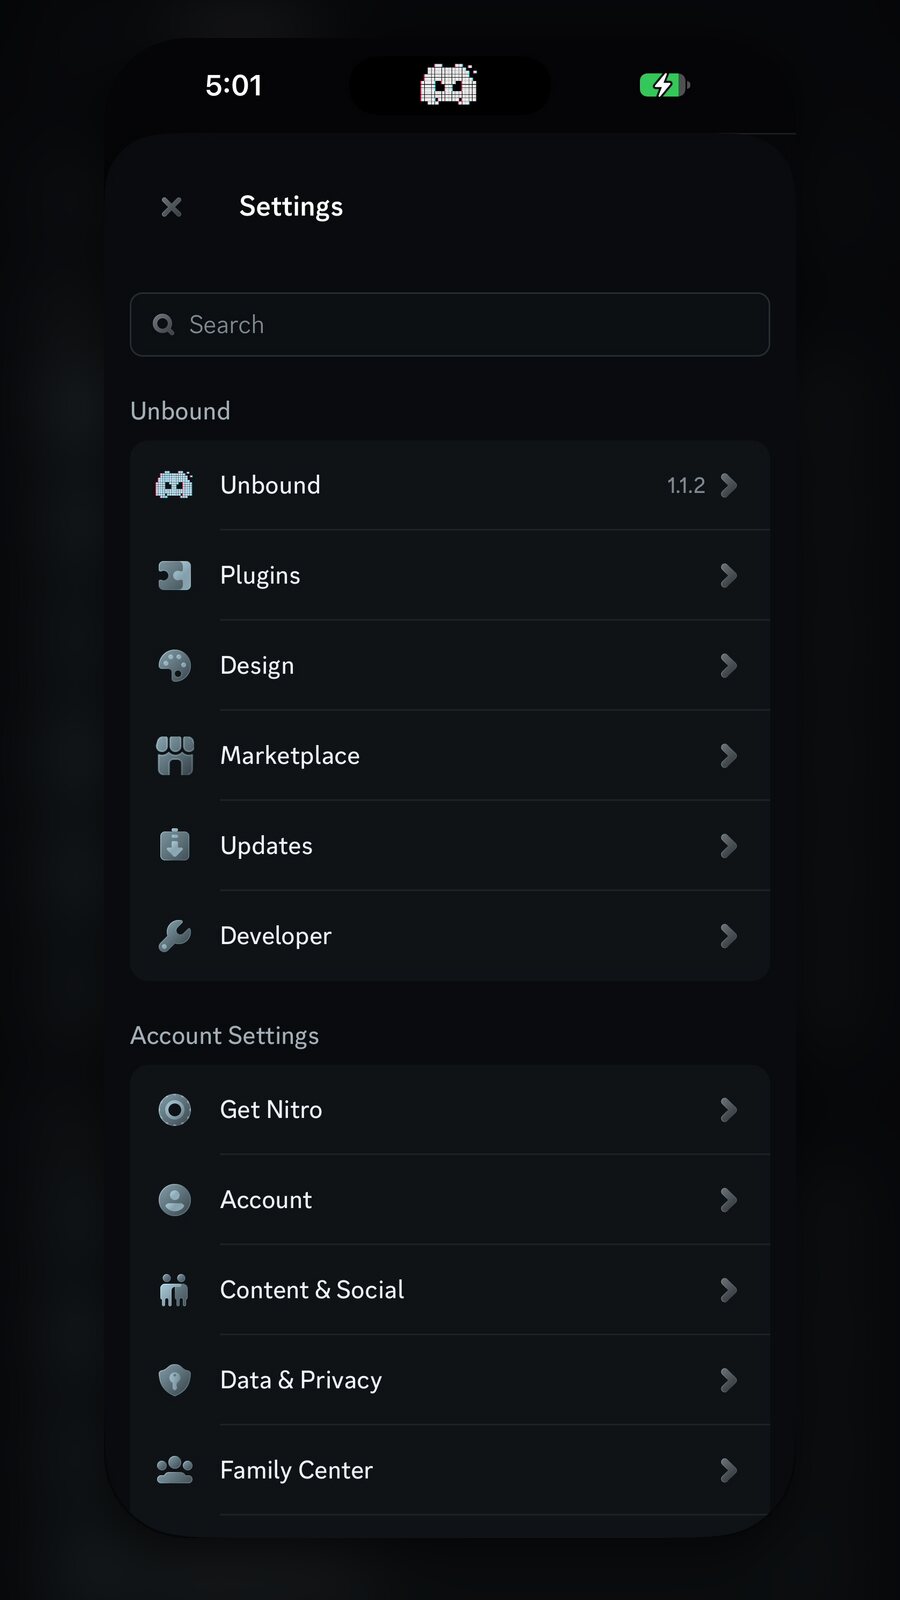 5:01
Settings
Search
Unbound
Unbound 1.1.2
Plugins
Design
Marketplace
Updates
Developer
Account Settings
Get Nitro
Account
Content & Social
Data & Privacy
Family Center